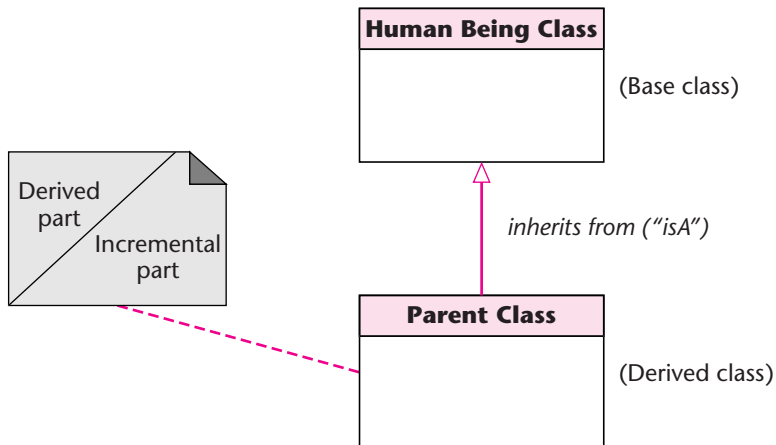 Human Being Class
(Base class)
Derived
part
Incremental
part
inherits from (“isA”)
Parent Class
(Derived class)